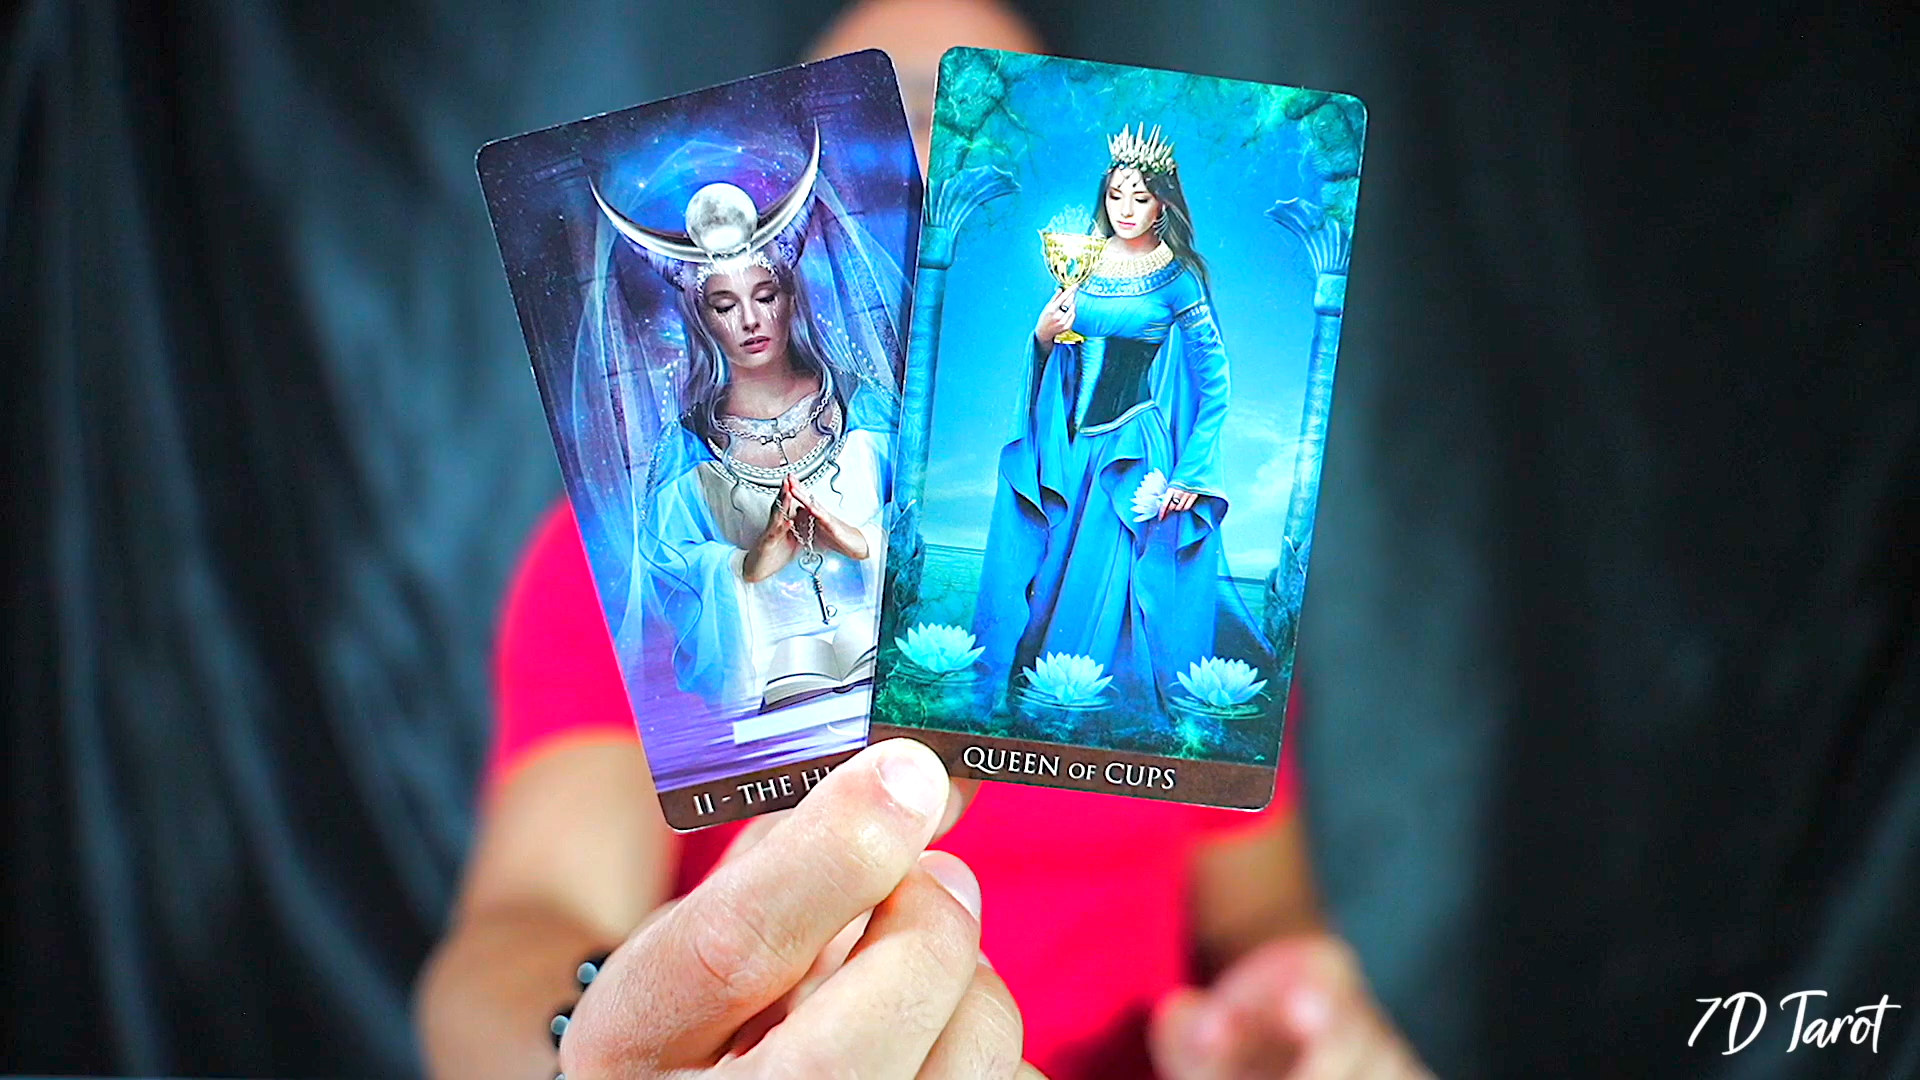 II - THE
QUEEN OF CUPS
7D Tarot